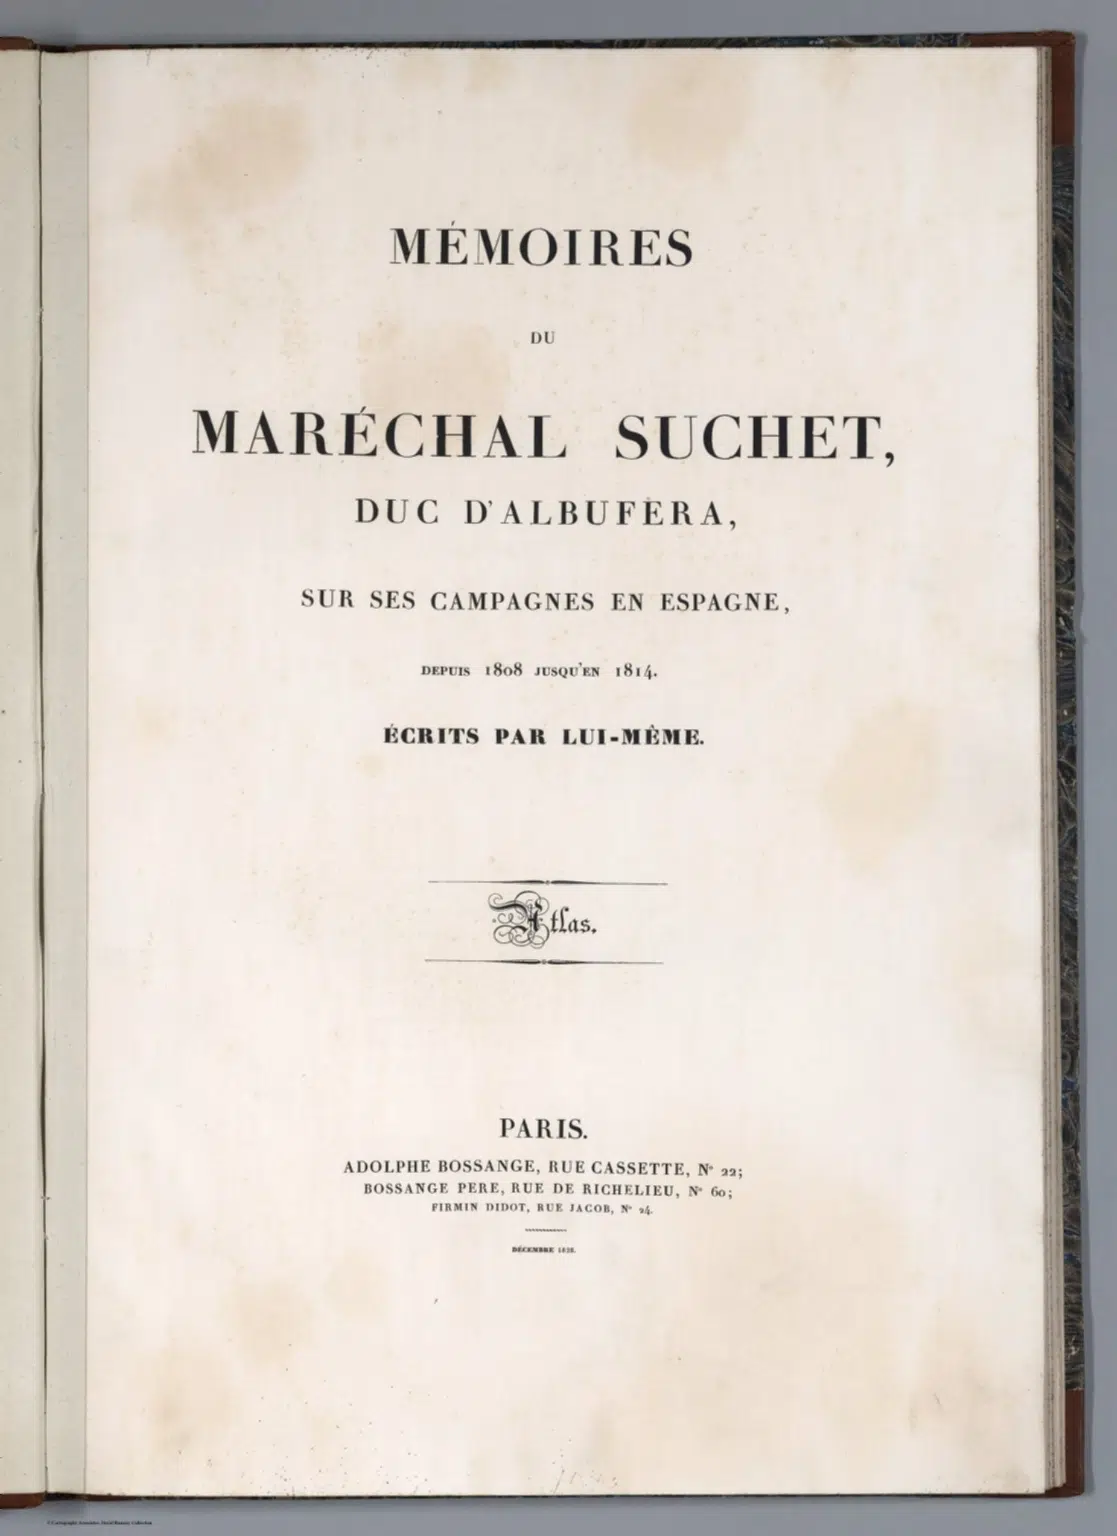 MÉMOIRES
DU
MARÉCHAL SUCHET,
DUC D'ALBUFÈRA,
SUR SES CAMPAGNES EN ESPAGNE,
DEPUIS 1808 JUSQU'EN 1814.
ÉCRITS PAR LUI-MÊME.
Atlas.
PARIS.
ADOLPHE BOSSANGE, RUE CASSETTE, N° 22;
BOSSANGE PERE, RUE DE RICHELIEU, N° 60;
FIRMIN DIDOT, RUE JACOB, N° 24.
DÉCEMBRE 1828.
© Cartography Associates, David Rumsey Collection